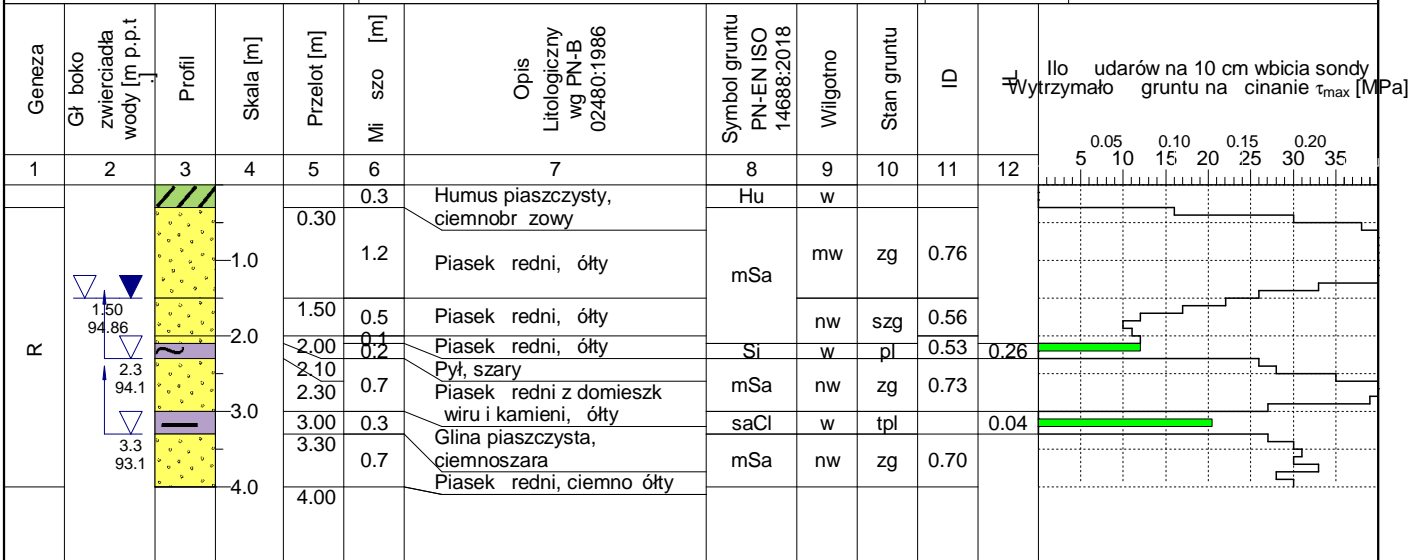 Geneza
Gł boko
zwierciadła
wody [m p.p.t
.]
Profil
Skala [m]
Przelot [m]
Mi szo [m]
Opis
Litologiczny
wg PN-B
02480:1986
Symbol gruntu
PN-EN ISO
14688:2018
Wilgotno
Stan gruntu
ID
IL
Ilo udarów na 10 cm wbicia sondy
Wytrzymało gruntu na cinanie τmax [MPa]
0.05 0.10 0.15 0.20
5 10 15 20 25 30 35
1 2 3 4 5 6 7 8 9 10 11 12
0.3 Humus piaszczysty, Hu w
ciemnobr zowy
0.30
1.0
1.2 Piasek redni, ółty mSa mw zg 0.76
1.50
94.86
1.50 0.5 Piasek redni, ółty nw szg 0.56
2.0
0.1
2.00 0.2 Piasek redni, ółty Si w pl 0.53 0.26
R
2.3
94.1
2.10 Pył, szary
2.30 0.7 Piasek redni z domieszk mSa nw zg 0.73
wiru i kamieni, ółty
3.0
3.00 0.3 saCl w tpl 0.04
3.3
93.1
3.30 Glina piaszczysta,
ciemnoszara
0.7 mSa nw zg 0.70
Piasek redni, ciemno ółty
4.0
4.00